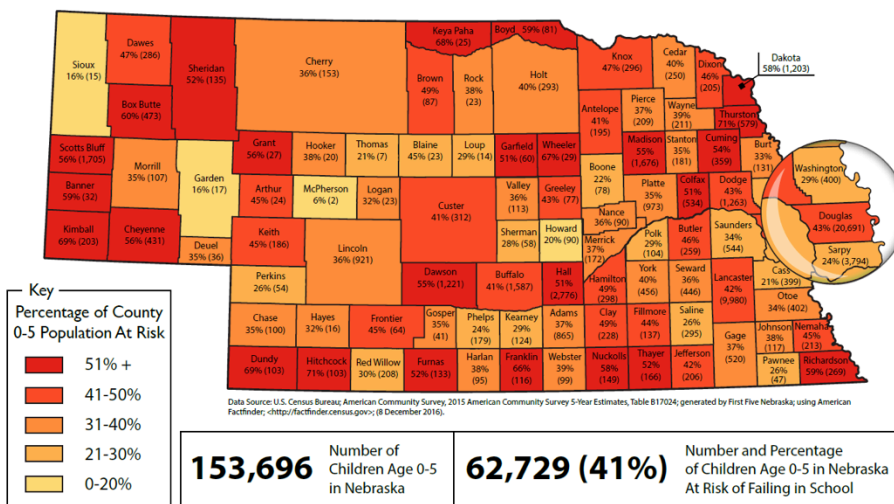 Sioux
16% (15)
Dawes
47% (286)
Sheridan
52% (135)
Box Butte
60% (473)
Cherry
36% (153)
Keya Paha
68% (25)
Boyd 59% (81)
Brown
49%
(87)
Rock
38%
(23)
Holt
40% (293)
Knox
47% (296)
Cedar
40%
(250)
Dixon
46%
(205)
Dakota
58% (1,203)
Antelope
41%
(195)
Pierce
37%
(209)
Wayne
39%
(211)
Thurston
71% (579)
Scotts Bluff
56% (1,705)
Morrill
35% (107)
Garden
16% (17)
Banner
59% (32)
Kimball
69% (203)
Cheyenne
56% (431)
Deuel
35% (36)
Grant
56% (27)
Hooker
38% (20)
Thomas
21% (7)
Blaine
45% (23)
Loup
29% (14)
Garfield
51% (60)
Wheeler
67% (29)
Arthur
45% (24)
McPherson
6% (2)
Logan
32% (23)
Custer
41% (312)
Valley
36%
(113)
Greeley
43% (77)
Boone
22%
(78)
Madison
55%
(1,676)
Stanton
35%
(181)
Cuming
54%
(359)
Burt
33%
(131)
Platte
35%
(973)
Colfax
51%
(534)
Dodge
43%
(1,263)
Washington
29% (400)
Douglas
43% (20,691)
Sarpy
24% (3,794)
Keith
45% (186)
Lincoln
36% (921)
Sherman
28% (58)
Howard
20% (90)
Nance
36% (90)
Merrick
37%
(172)
Polk
29%
(104)
Butler
46%
(259)
Saunders
34%
(544)
Perkins
26% (54)
Dawson
55% (1,221)
Buffalo
41% (1,587)
Hall
51%
(2,776)
Hamilton
49%
(298)
York
40%
(456)
Seward
36%
(446)
Lancaster
42%
(9,980)
Cass
21% (399)
Otoe
34% (402)
Chase
35% (100)
Hayes
32% (16)
Frontier
45% (64)
Gosper
35%
(41)
Phelps
24%
(179)
Kearney
29%
(124)
Adams
37%
(865)
Clay
49%
(228)
Fillmore
44%
(137)
Saline
26%
(295)
Gage
37%
(520)
Johnson
38%
(117)
Nemaha
45%
(213)
Dundy
69% (103)
Hitchcock
71% (103)
Red Willow
30% (208)
Furnas
52% (133)
Harlan
38%
(95)
Franklin
66%
(116)
Webster
39%
(99)
Nuckolls
58%
(149)
Thayer
52%
(166)
Jefferson
42%
(206)
Pawnee
26%
(47)
Richardson
59% (269)
Key
Percentage of County
0-5 Population At Risk
51% +
41-50%
31-40%
21-30%
0-20%
Data Source: U.S. Census Bureau; American Community Survey, 2015 American Community Survey 5-Year Estimates, Table B17024; generated by First Five Nebraska; using American
Factfinder; <http://factfinder.census.gov>; (8 December 2016).
153,696
Number of
Children Age 0-5
in Nebraska
62,729 (41%)
Number and Percentage
of Children Age 0-5 in Nebraska
At Risk of Failing in School